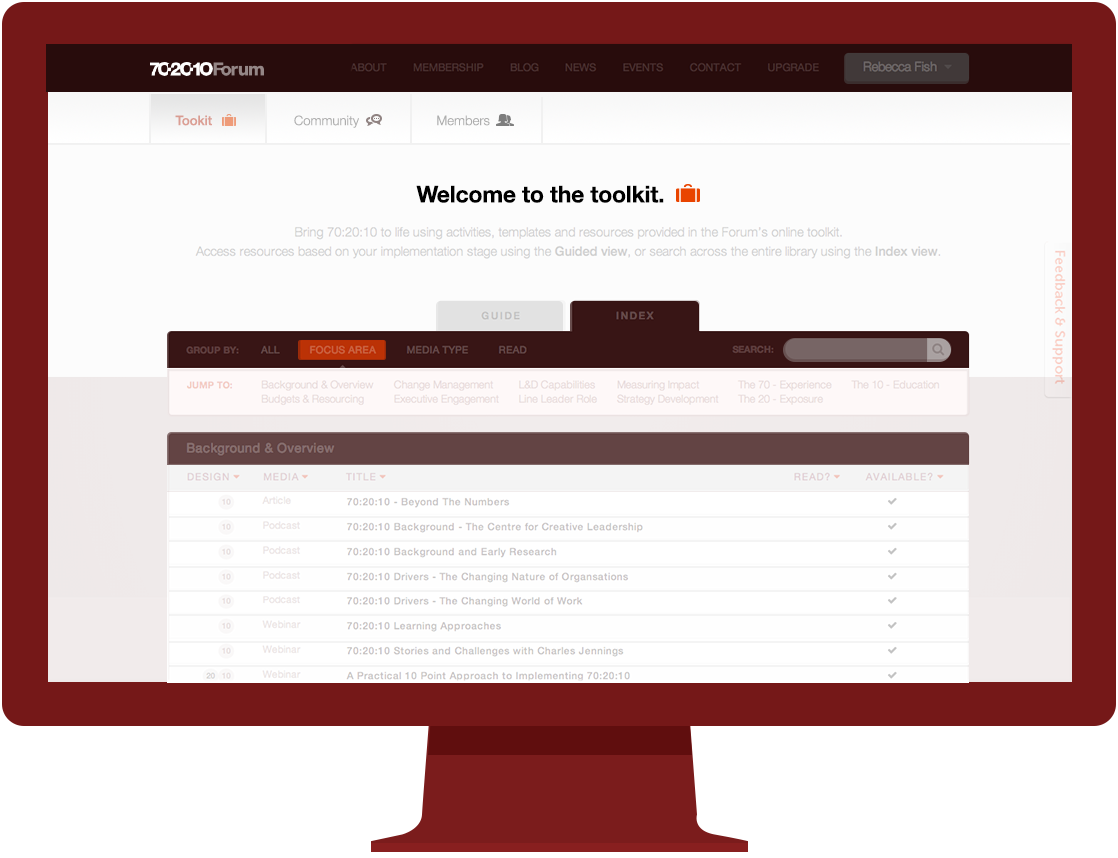 70:20:10Forum ABOUT MEMBERSHIP BLOG NEWS EVENTS CONTACT UPGRADE Rebecca Fish
Tookit Community Members
Welcome to the toolkit.
Bring 70:20:10 to life using activities, templates and resources provided in the Forum's online toolkit.
Access resources based on your implementation stage using the Guided view, or search across the entire library using the Index view.
Feedback & Support
GUIDE INDEX
GROUP BY: ALL FOCUS AREA MEDIA TYPE READ SEARCH:
JUMP TO: Background & Overview Change Management L&D Capabilities Measuring Impact The 70 - Experience The 10 - Education
Budgets & Resourcing Executive Engagement Line Leader Role Strategy Development The 20 - Exposure
Background & Overview
DESIGN MEDIA TITLE READ? AVAILABLE?
10 Article 70:20:10 - Beyond The Numbers
10 Podcast 70:20:10 Background - The Centre for Creative Leadership
10 Podcast 70:20:10 Background and Early Research
10 Podcast 70:20:10 Drivers - The Changing Nature of Organsations
10 Podcast 70:20:10 Drivers - The Changing World of Work
10 Webinar 70:20:10 Learning Approaches
10 Webinar 70:20:10 Stories and Challenges with Charles Jennings
20 10 Webinar A Practical 10 Point Approach to Implementing 70:20:10